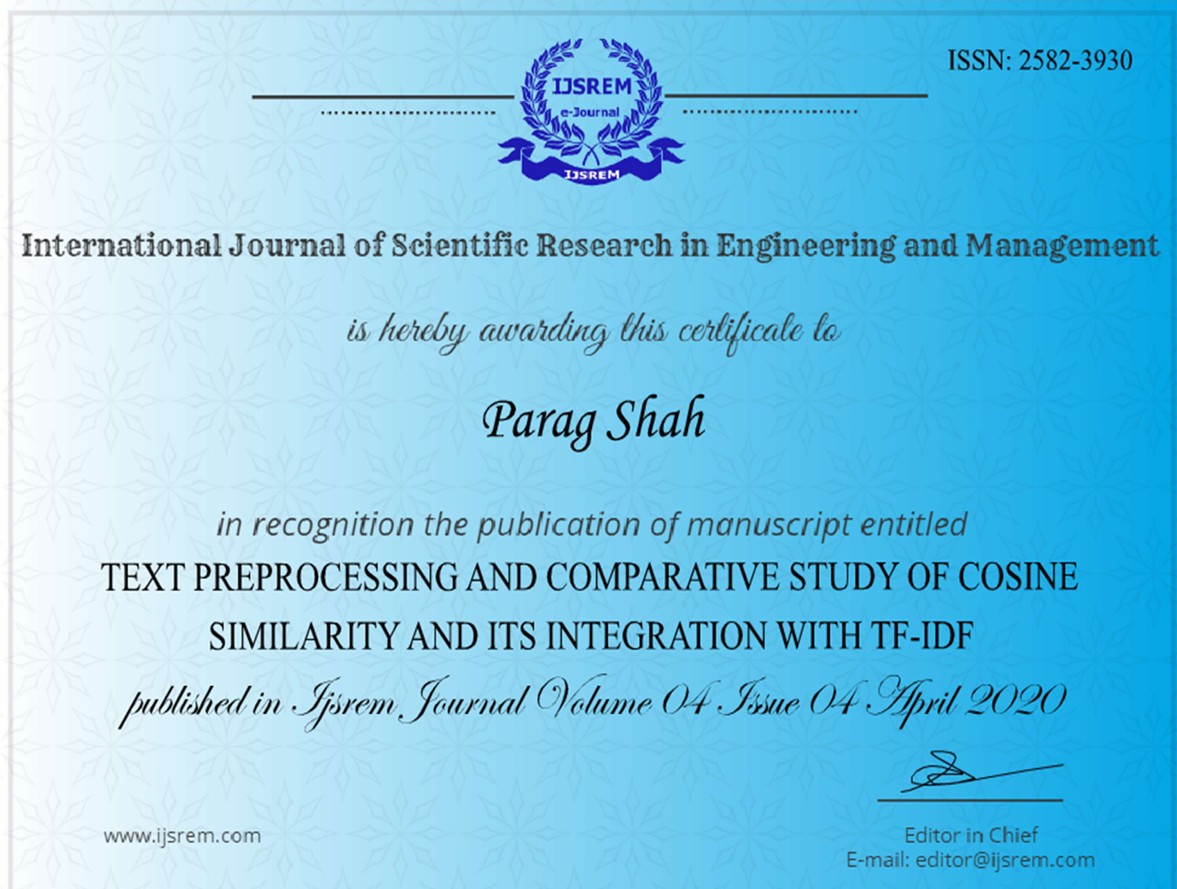 ISSN: 2582-3930
IJSREM
e-Journal
IJSREM
International Journal of Scientific Research in Engineering and Management
is hereby awarding this certificate to
Parag Shah
in recognition the publication of manuscript entitled
TEXT PREPROCESSING AND COMPARATIVE STUDY OF COSINE
SIMILARITY AND ITS INTEGRATION WITH TF-IDF
published in Ijsrem Journal Volume 04 Issue 04 April 2020
www.ijsrem.com
Editor in Chief
E-mail: editor@ijsrem.com